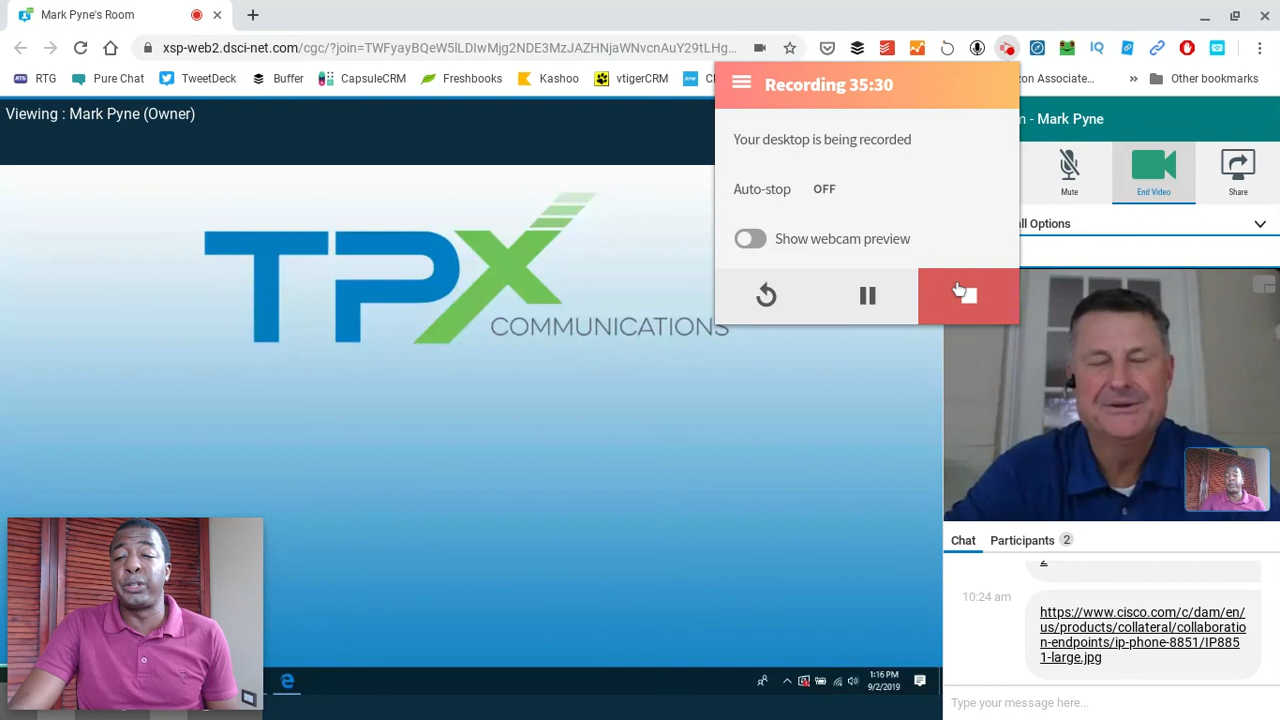 Mark Pyne's Room
xsp-web2.dsci-net.com/cgc/?join=TWFyayBQeW5lLDIwMjg2NDE3MzJAZHNjaWNvcnAuY29tLHg...
RTG
Pure Chat
TweetDeck
Buffer
CapsuleCRM
Freshbooks
Kashoo
vtigerCRM
on Associate...
»
Other bookmarks
Viewing : Mark Pyne (Owner)
Recording 35:30
Your desktop is being recorded
Auto-stop OFF
Show webcam preview
m - Mark Pyne
Mute
End Video
Share
all Options
TPX
COMMUNICATIONS
Chat
Participants 2
2
10:24 am
https://www.cisco.com/c/dam/en/
us/products/collateral/collaboratio
n-endpoints/ip-phone-8851/IP885
1-large.jpg
1:16 PM
9/2/2019
Type your message here...